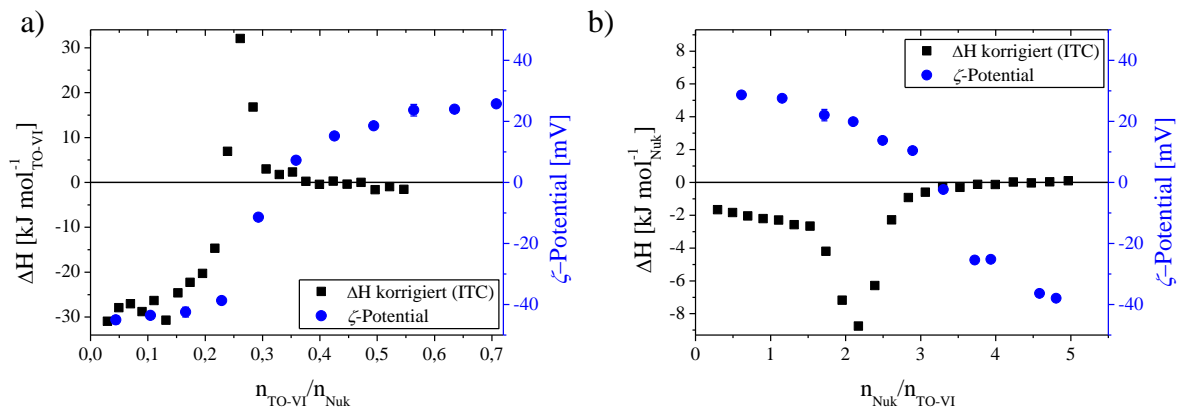 a)
30
20
10
0
-10
-20
-30
ΔH [kJ mol⁻¹TO-VI]
40
20
0
-20
-40
ζ–Potential [mV]
ΔH korrigiert (ITC)
ζ-Potential
0,0 0,1 0,2 0,3 0,4 0,5 0,6 0,7
nTO-VI/nNuk
b)
8
6
4
2
0
-2
-4
-6
-8
ΔH [kJ mol⁻¹Nuk]
40
20
0
-20
-40
ζ–Potential [mV]
ΔH korrigiert (ITC)
ζ-Potential
0 1 2 3 4 5
nNuk/nTO-VI